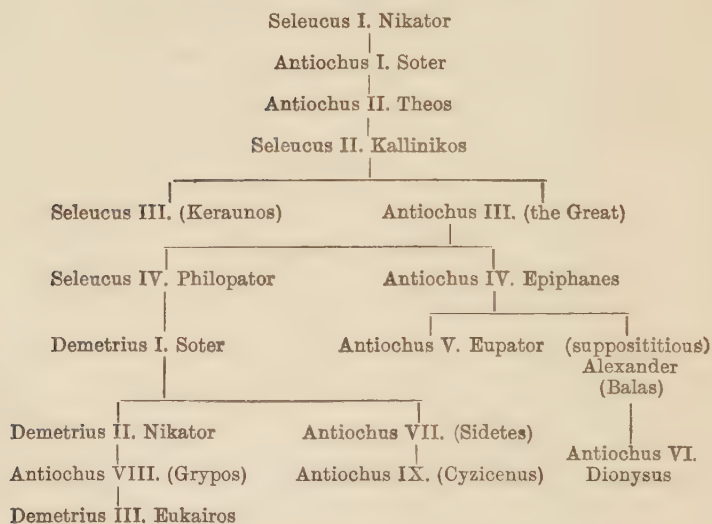 Seleucus I. Nikator
Antiochus I. Soter
Antiochus II. Theos
Seleucus II. Kallinikos
Seleucus III. (Keraunos) Antiochus III. (the Great)
Seleucus IV. Philopator Antiochus IV. Epiphanes
Demetrius I. Soter Antiochus V. Eupator (supposititious)
Alexander
(Balas)
Demetrius II. Nikator Antiochus VII. (Sidetes)
Antiochus VI.
Antiochus VIII. (Grypos) Antiochus IX. (Cyzicenus) Dionysus
Demetrius III. Eukairos